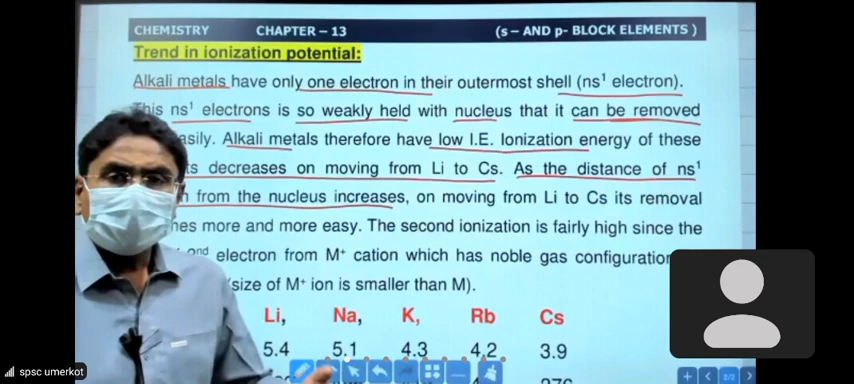 CHEMISTRY CHAPTER – 13 (s – AND p- BLOCK ELEMENTS )
Trend in ionization potential:
Alkali metals have only one electron in their outermost shell (ns¹ electron).
This ns¹ electrons is so weakly held with nucleus that it can be removed
asily. Alkali metals therefore have low I.E. Ionization energy of these
ts decreases on moving from Li to Cs. As the distance of ns¹
n from the nucleus increases, on moving from Li to Cs its removal
mes more and more easy. The second ionization is fairly high since the
2nd electron from M⁺ cation which has noble gas configuration
(size of M⁺ ion is smaller than M).
Li, Na, K, Rb Cs
5.4 5.1 4.3 4.2 3.9
2/2
spsc umerkot